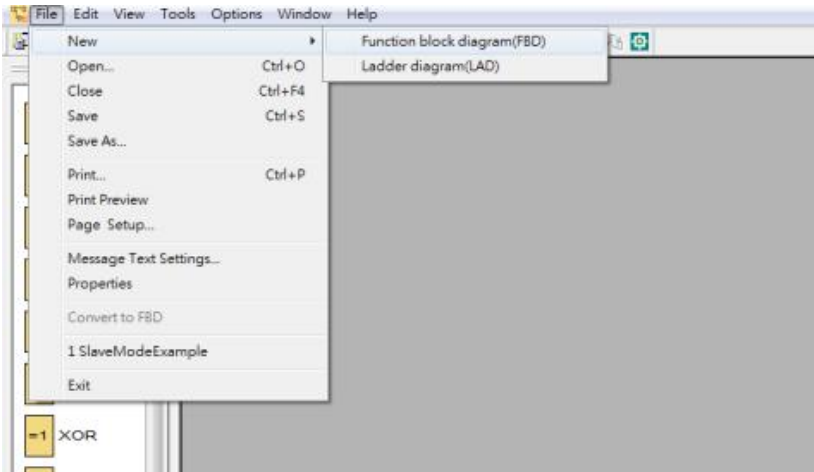 File Edit View Tools Options Window Help
New
Function block diagram(FBD)
Open... Ctrl+O
Ladder diagram(LAD)
Close Ctrl+F4
Save Ctrl+S
Save As...
Print... Ctrl+P
Print Preview
Page Setup...
Message Text Settings...
Properties
Convert to FBD
1 SlaveModeExample
Exit
=1 XOR